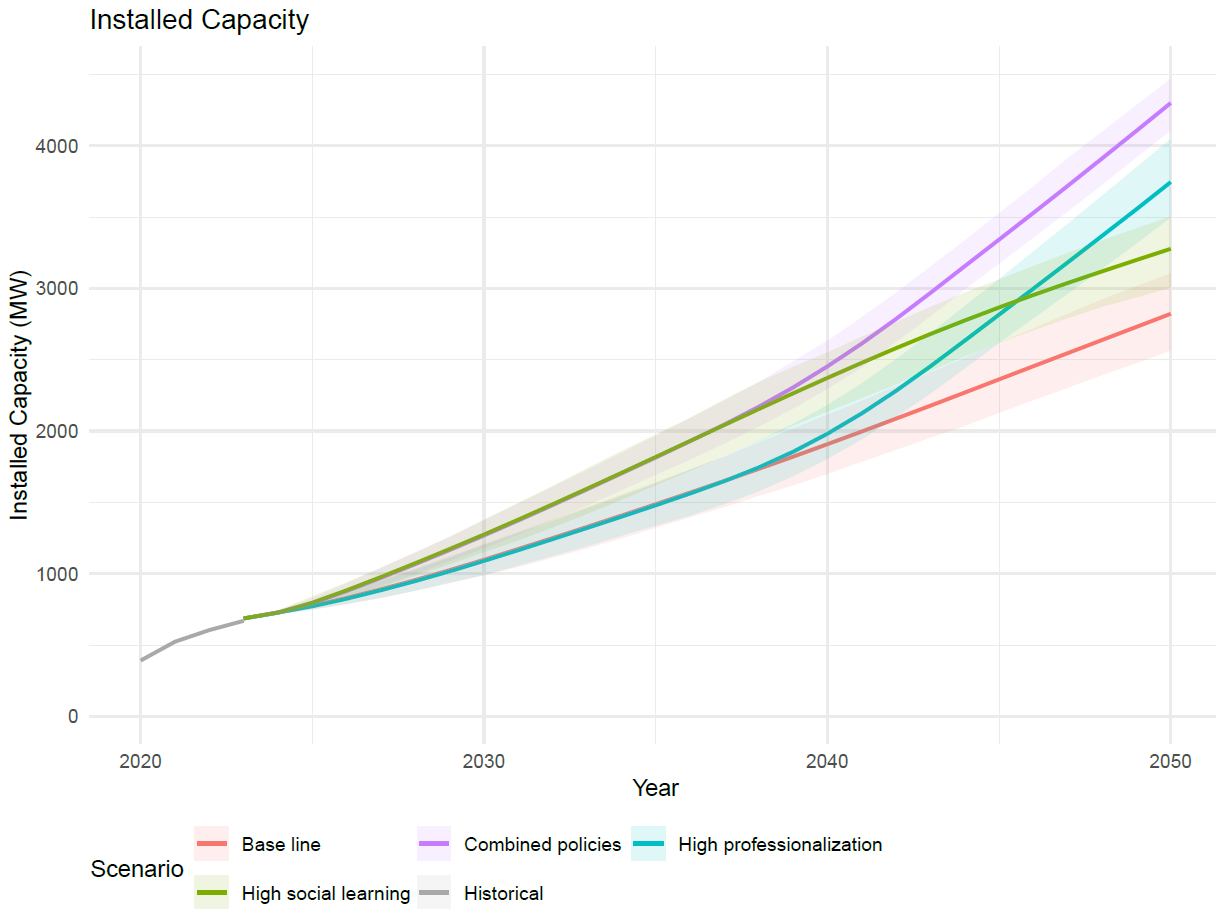 Installed Capacity
Installed Capacity (MW)
4000
3000
2000
1000
0
2020 2030 2040 2050
Year
Scenario
Base line Combined policies High professionalization
High social learning Historical